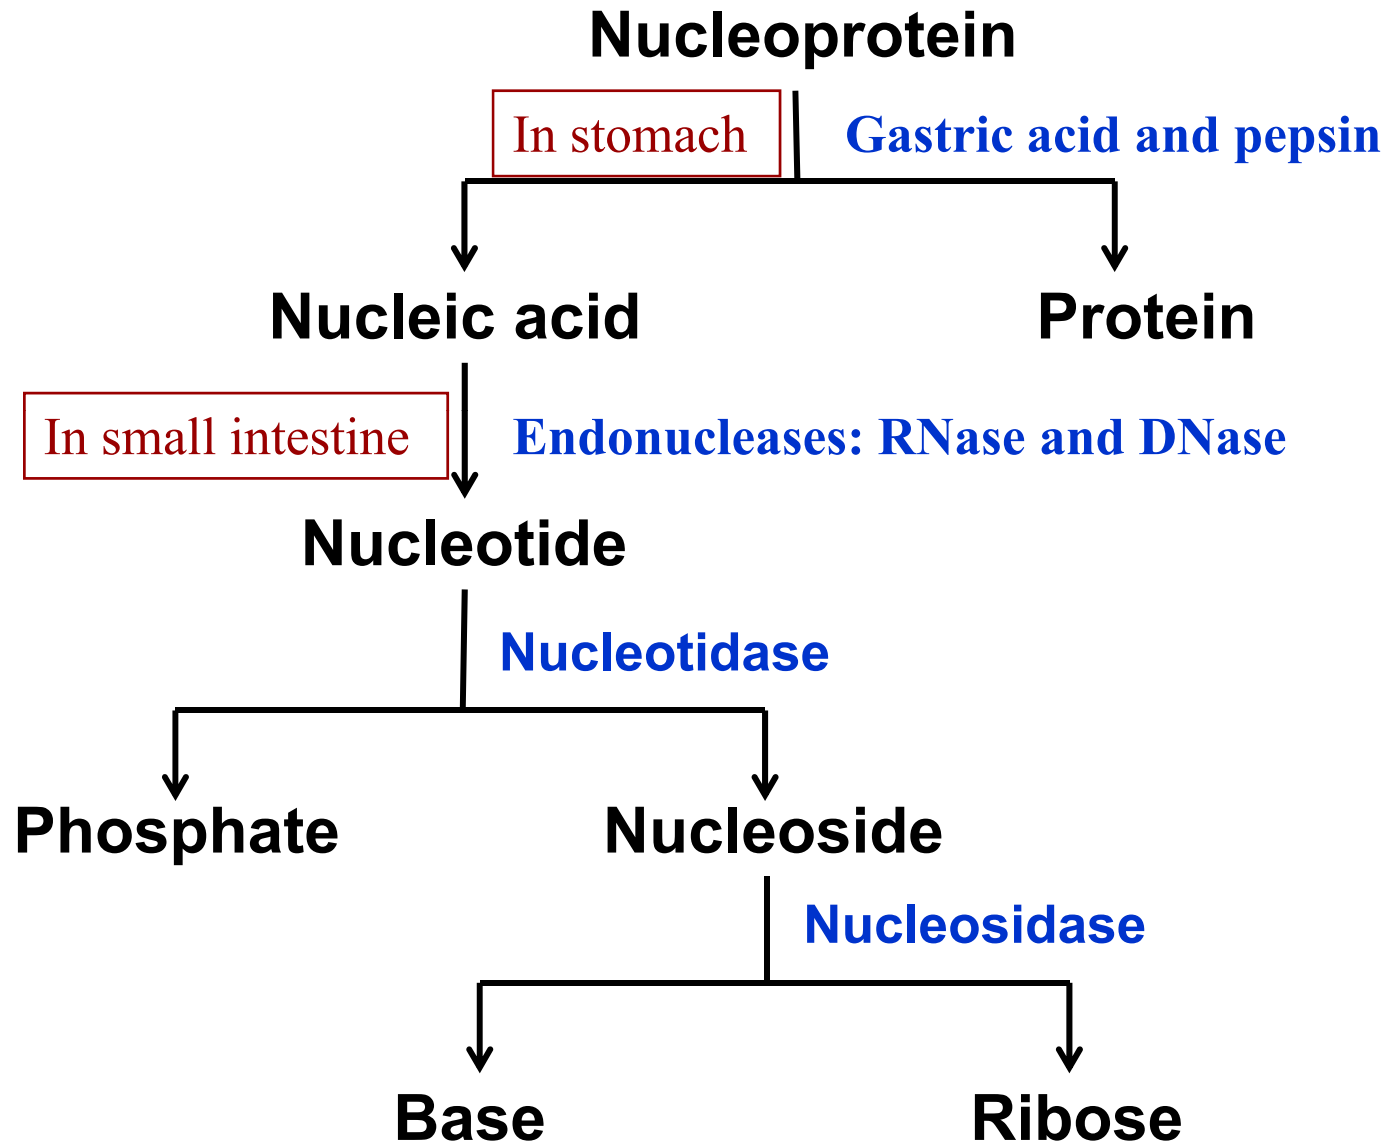 Nucleoprotein
In stomach
Gastric acid and pepsin
Nucleic acid
Protein
In small intestine
Endonucleases: RNase and DNase
Nucleotide
Nucleotidase
Phosphate
Nucleoside
Nucleosidase
Base
Ribose